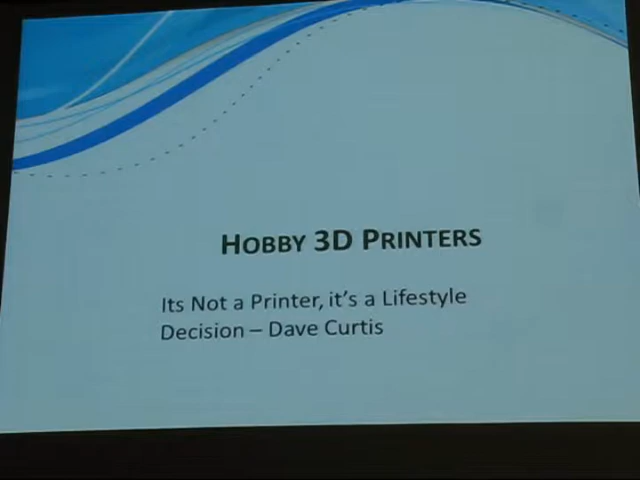 HOBBY 3D PRINTERS
Its Not a Printer, it's a Lifestyle
Decision – Dave Curtis